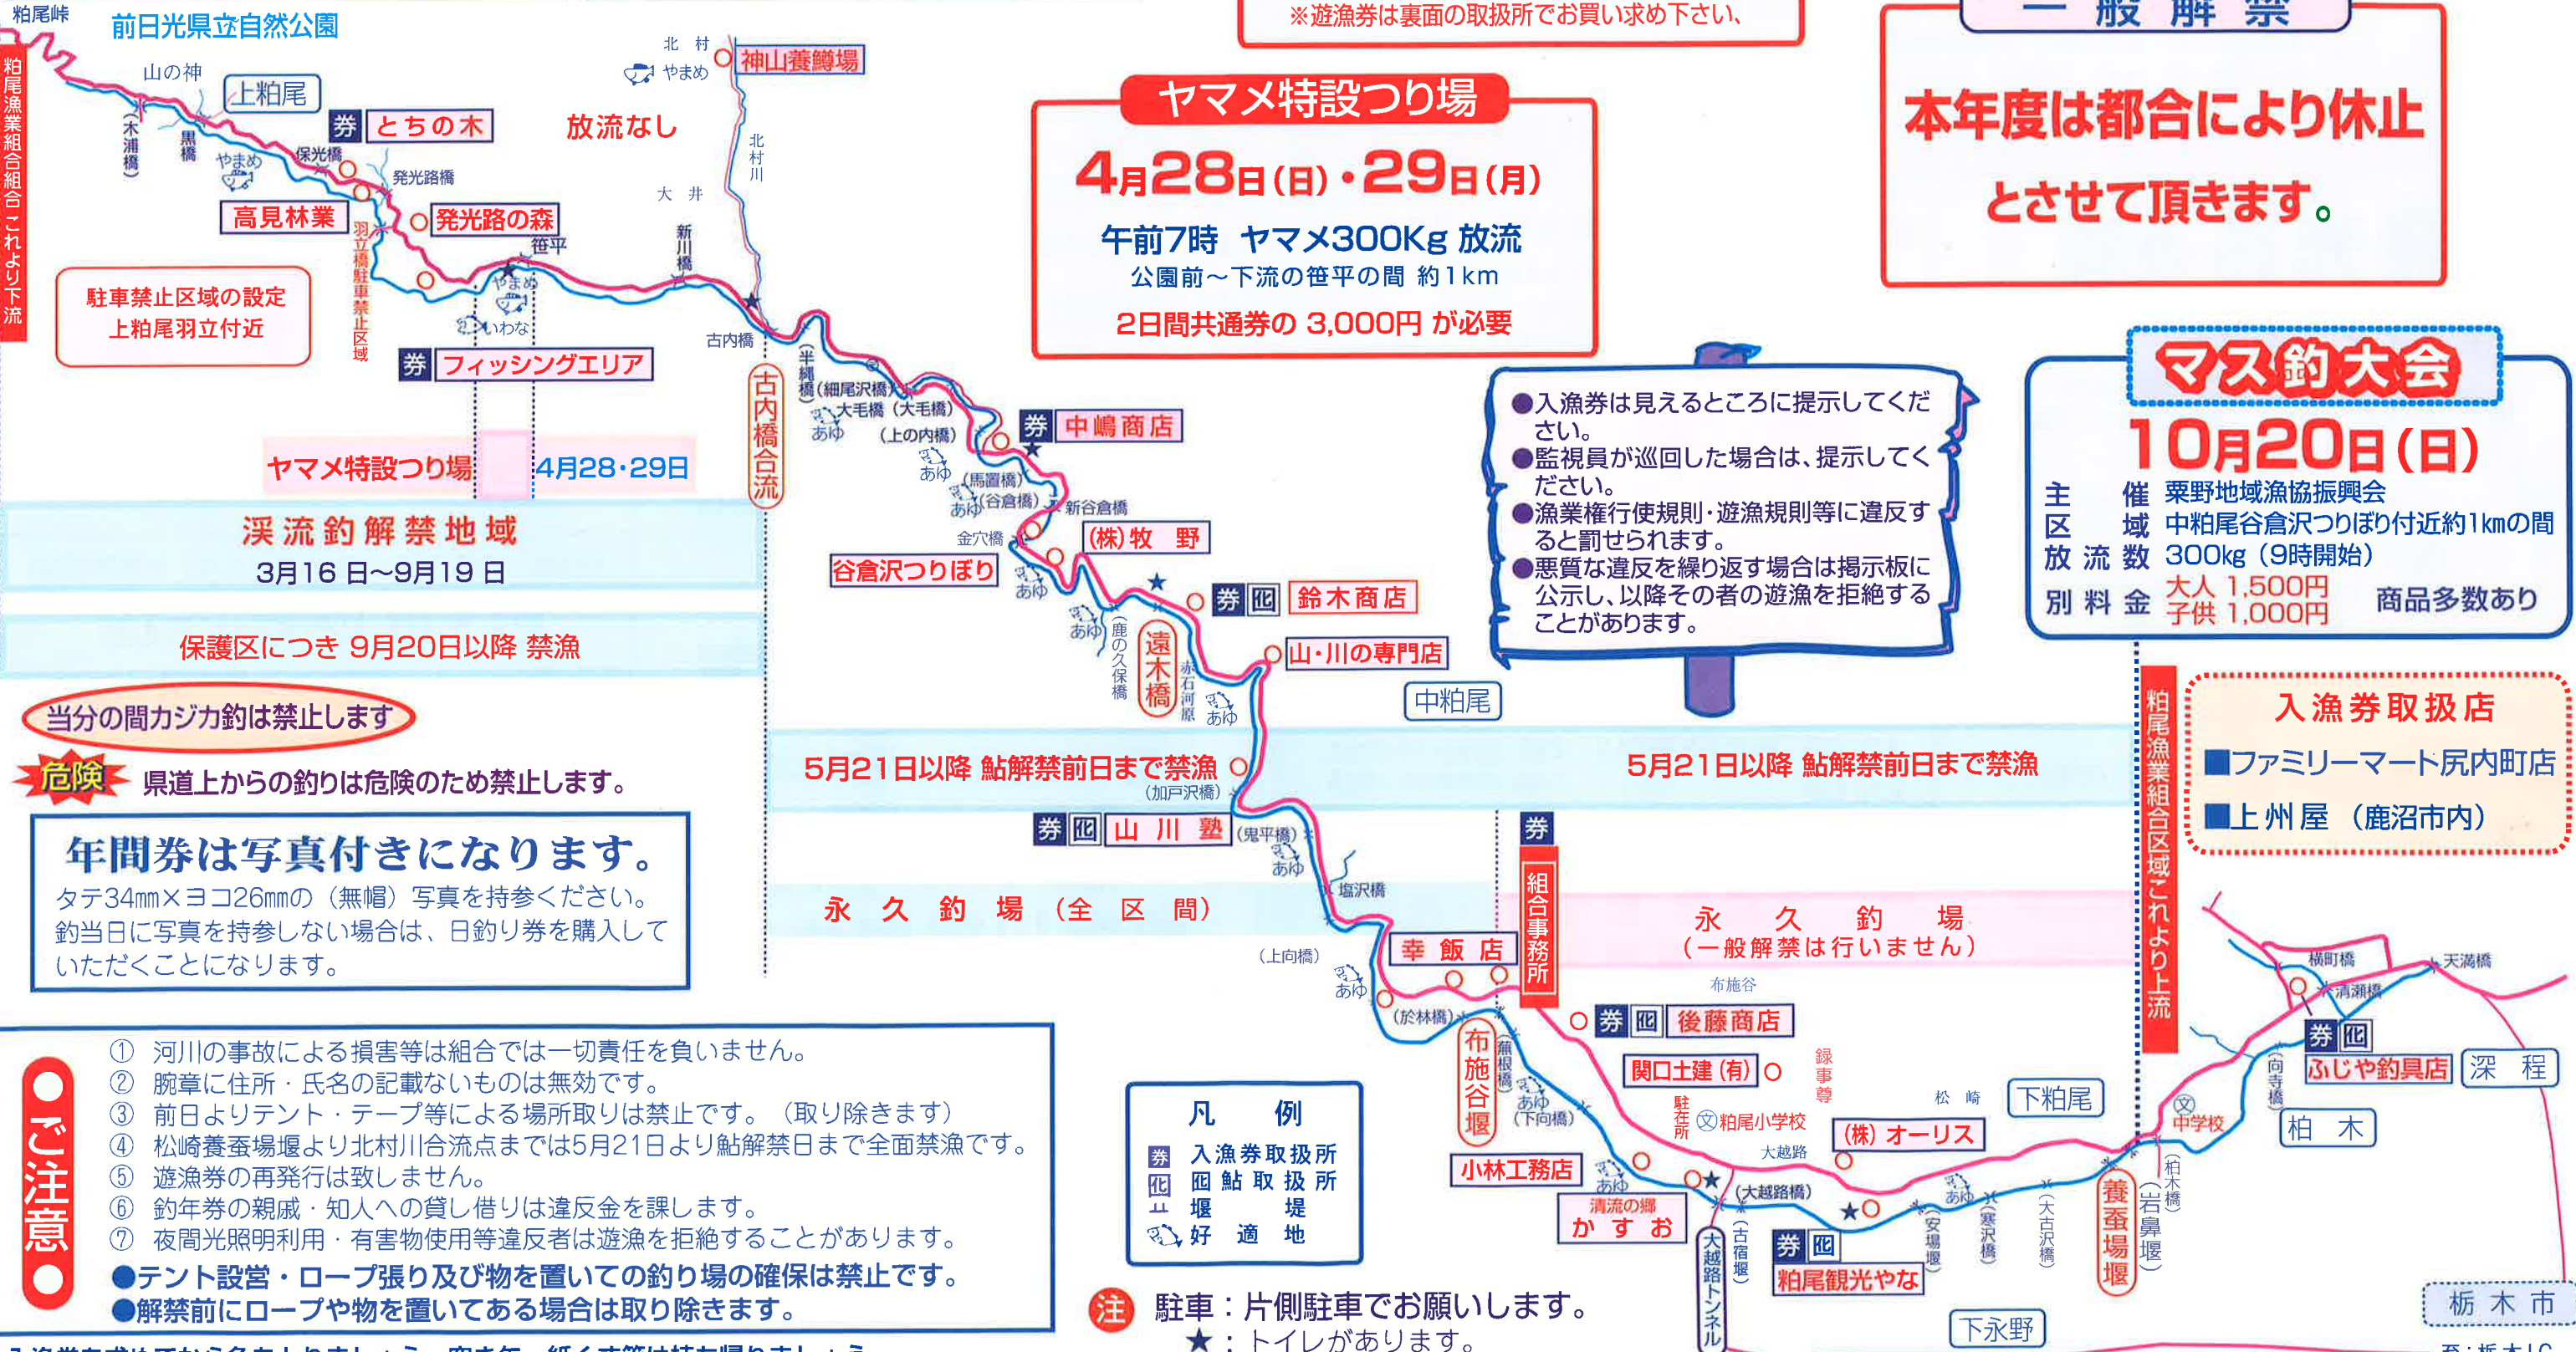 粕尾峠
前日光県立自然公園
粕尾漁業組合組合 これより下流
山の神
上粕尾
(木浦橋)
黒橋
やまめ
保光橋
券 とちの木
発光路橋
高見林業
発光路の森
羽立橋駐車禁止区域
笹平
やまめ
いわな
駐車禁止区域の設定
上粕尾羽立付近
券 フィッシングエリア
放流なし
北村
やまめ
神山養鱒場
北村川
大井
新川橋
古内橋
古内橋合流
ヤマメ特設つり場
4月28・29日
渓流釣解禁地域
3月16日〜9月19日
保護区につき 9月20日以降 禁漁
当分の間カジカ釣は禁止します
危険
県道上からの釣りは危険のため禁止します。
年間券は写真付きになります。
タテ34mm×ヨコ26mmの(無帽)写真を持参ください。
釣当日に写真を持参しない場合は、日釣り券を購入して
いただくことになります。
※遊漁券は裏面の取扱所でお買い求め下さい、
ヤマメ特設つり場
4月28日(日)・29日(月)
午前7時 ヤマメ300Kg 放流
公園前〜下流の笹平の間 約1km
2日間共通券の 3,000円 が必要
一般解禁
本年度は都合により休止
とさせて頂きます。
●入漁券は見えるところに提示してくだ
さい。
●監視員が巡回した場合は、提示してく
ださい。
●漁業権行使規則・遊漁規則等に違反す
ると罰せられます。
●悪質な違反を繰り返す場合は掲示板に
公示し、以降その者の遊漁を拒絶する
ことがあります。
マス釣大会
10月20日(日)
主催 粟野地域漁協振興会
区域 中粕尾谷倉沢つりぼり付近約1kmの間
放流数 300kg(9時開始)
別料金 大人 1,500円
子供 1,000円
商品多数あり
(半縄橋)
(細尾沢橋)
大毛橋(大毛橋)
あゆ
(上の内橋)
あゆ
券 中嶋商店
(馬置橋)
(谷倉橋)
あゆ
新谷倉橋
金穴橋
(株)牧野
谷倉沢つりぼり
あゆ
あゆ
(鹿の久保橋)
遠木橋
赤石河原
あゆ
券 囮 鈴木商店
山・川の専門店
中粕尾
5月21日以降 鮎解禁前日まで禁漁
5月21日以降 鮎解禁前日まで禁漁
(加戸沢橋)
券 囮 山川塾
(鬼平橋)
あゆ
塩沢橋
永久釣場(全区間)
券
組合事務所
永久釣場
(一般解禁は行いません)
粕尾漁業組合区域これより上流
入漁券取扱店
■ファミリーマート尻内町店
■上州屋(鹿沼市内)
(上向橋)
あゆ
幸飯店
(於林橋)
布施谷堰
(蕪根橋)
あゆ
(下向橋)
布施谷
券 囮 後藤商店
関口土建(有)
録事尊
駐在所
文 粕尾小学校
松崎
下粕尾
(株)オーリス
大越路
小林工務店
あゆ
清流の郷
かすお
(大越路橋)
(古宿堰)
大越路トンネル
券 囮
粕尾観光やな
(安場堰)
あゆ
(寒沢橋)
(大古沢橋)
養蚕場堰
(岩鼻堰)
(柏木橋)
文
中学校
(向寺橋)
柏木
横町橋
天満橋
清瀬橋
券 囮
ふじや釣具店
深程
下永野
栃木市
至:栃木I.C
●ご注意●
① 河川の事故による損害等は組合では一切責任を負いません。
② 腕章に住所・氏名の記載ないものは無効です。
③ 前日よりテント・テープ等による場所取りは禁止です。(取り除きます)
④ 松崎養蚕場堰より北村川合流点までは5月21日より鮎解禁日まで全面禁漁です。
⑤ 遊漁券の再発行は致しません。
⑥ 釣年券の親戚・知人への貸し借りは違反金を課します。
⑦ 夜間光照明利用・有害物使用等違反者は遊漁を拒絶することがあります。
●テント設営・ロープ張り及び物を置いての釣り場の確保は禁止です。
●解禁前にロープや物を置いてある場合は取り除きます。
凡例
券 入漁券取扱所
囮 囮鮎取扱所
堰堤
好適地
注 駐車:片側駐車でお願いします。
★:トイレがあります。